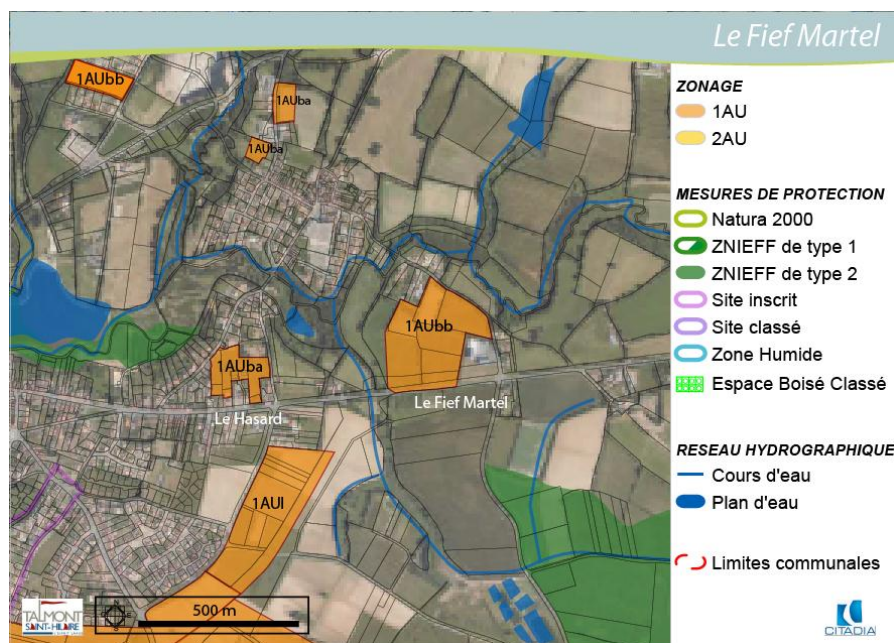 Le Fief Martel
1AUbb
1AUba
1AUba
1AUbb
1AUba
Le Hasard
Le Fief Martel
1AUl
500 m
TALMONT
SAINT-HILAIRE
ZONAGE
1AU
2AU
MESURES DE PROTECTION
Natura 2000
ZNIEFF de type 1
ZNIEFF de type 2
Site inscrit
Site classé
Zone Humide
Espace Boisé Classé
RESEAU HYDROGRAPHIQUE
Cours d'eau
Plan d'eau
Limites communales
CITADIA